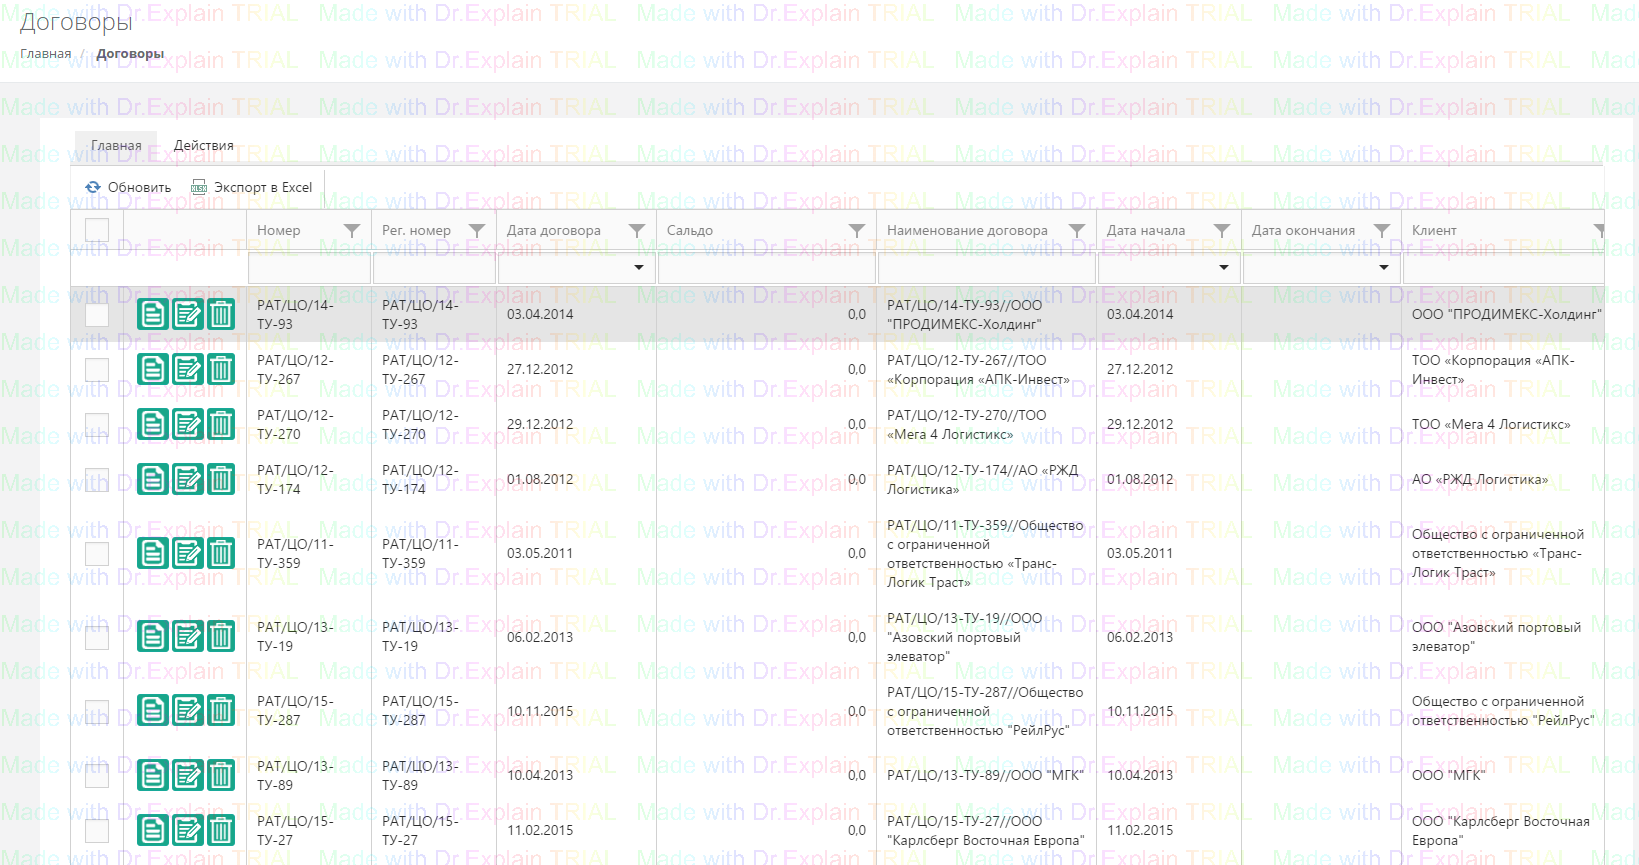 Договоры
Главная / Договоры
Главная Действия
Обновить Экспорт в Excel
Номер Рег. номер Дата договора Сальдо Наименование договора Дата начала Дата окончания Клиент
РАТ/ЦО/14- РАТ/ЦО/14- РАТ/ЦО/14-ТУ-93//ООО
ТУ-93 ТУ-93 03.04.2014 0,0 "ПРОДИМЕКС-Холдинг" 03.04.2014 ООО "ПРОДИМЕКС-Холдинг"
РАТ/ЦО/12- РАТ/ЦО/12- РАТ/ЦО/12-ТУ-267//ТОО ТОО «Корпорация «АПК-
ТУ-267 ТУ-267 27.12.2012 0,0 «Корпорация «АПК-Инвест» 27.12.2012 Инвест»
РАТ/ЦО/12- РАТ/ЦО/12- РАТ/ЦО/12-ТУ-270//ТОО
ТУ-270 ТУ-270 29.12.2012 0,0 «Мега 4 Логистикс» 29.12.2012 ТОО «Мега 4 Логистикс»
РАТ/ЦО/12- РАТ/ЦО/12- РАТ/ЦО/12-ТУ-174//АО «РЖД
ТУ-174 ТУ-174 01.08.2012 0,0 Логистика» 01.08.2012 АО «РЖД Логистика»
РАТ/ЦО/11-ТУ-359//Общество
РАТ/ЦО/11- РАТ/ЦО/11- с ограниченной Общество с ограниченной
ТУ-359 ТУ-359 03.05.2011 0,0 ответственностью «Транс- 03.05.2011 ответственностью «Транс-
Логик Траст» Логик Траст»
РАТ/ЦО/13- РАТ/ЦО/13- РАТ/ЦО/13-ТУ-19//ООО ООО "Азовский портовый
ТУ-19 ТУ-19 06.02.2013 0,0 "Азовский портовый 06.02.2013 элеватор"
элеватор"
РАТ/ЦО/15- РАТ/ЦО/15- РАТ/ЦО/15-ТУ-287//Общество Общество с ограниченной
ТУ-287 ТУ-287 10.11.2015 0,0 с ограниченной 10.11.2015 ответственностью "РейлРус"
ответственностью "РейлРус"
РАТ/ЦО/13- РАТ/ЦО/13-
ТУ-89 ТУ-89 10.04.2013 0,0 РАТ/ЦО/13-ТУ-89//ООО "МГК" 10.04.2013 ООО "МГК"
РАТ/ЦО/15- РАТ/ЦО/15- РАТ/ЦО/15-ТУ-27//ООО ООО "Карлсберг Восточная
ТУ-27 ТУ-27 11.02.2015 0,0 "Карлсберг Восточная Европа" 11.02.2015 Европа"
Made with Dr.Explain TRIAL